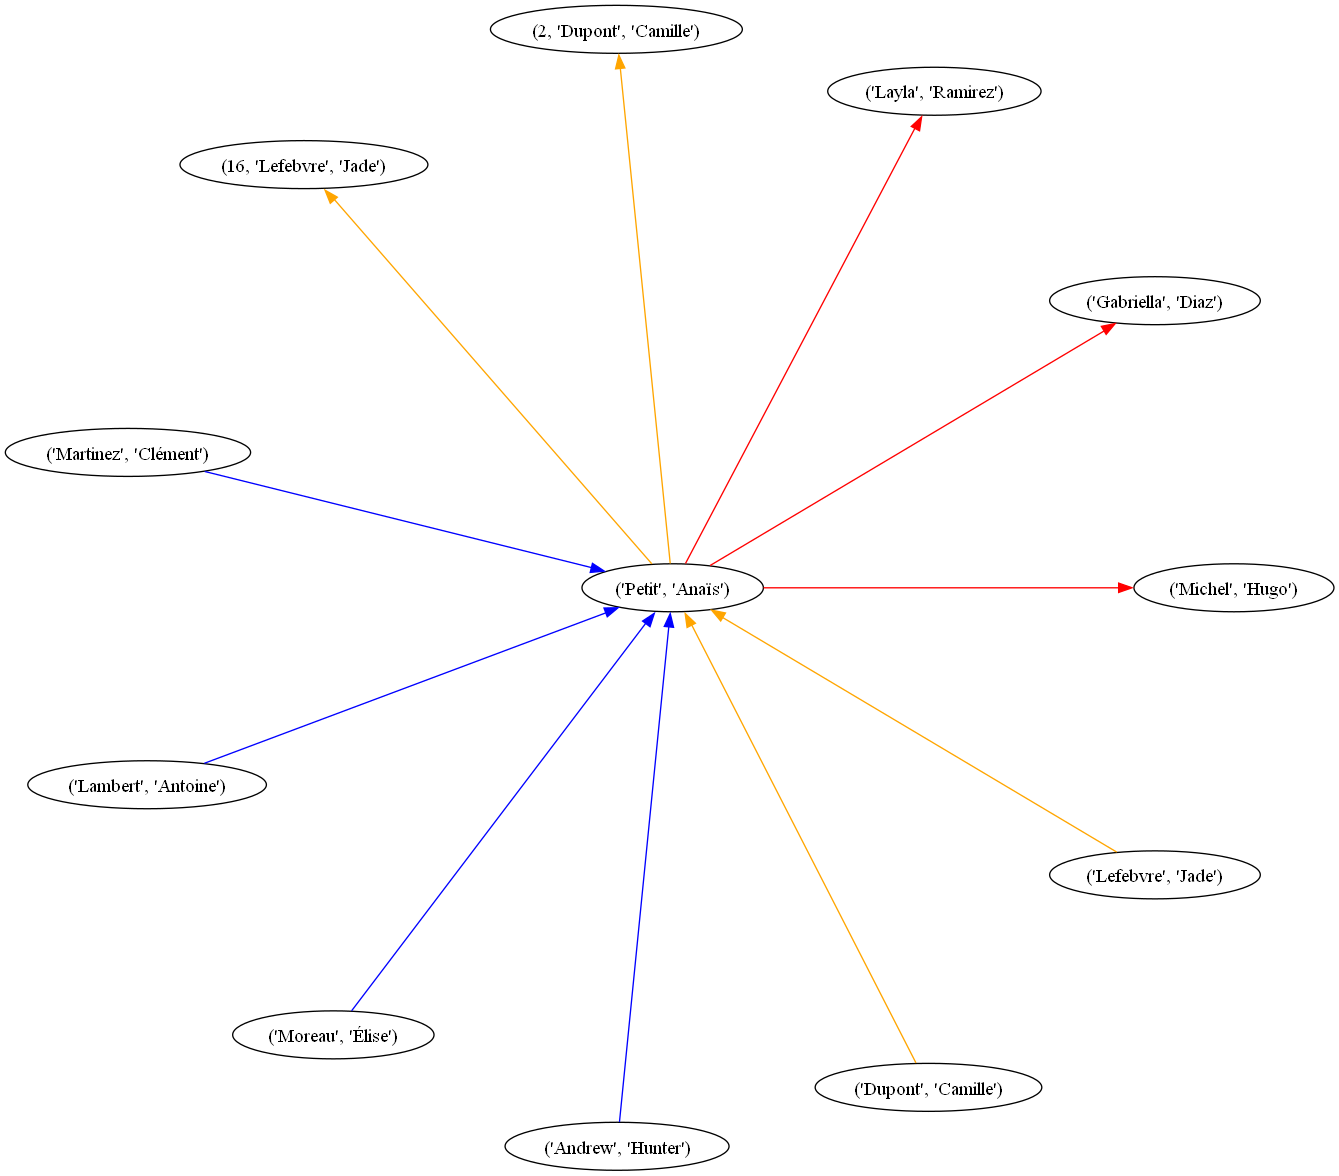 (2, 'Dupont', 'Camille')
('Layla', 'Ramirez')
(16, 'Lefebvre', 'Jade')
('Gabriella', 'Diaz')
('Martinez', 'Clément')
('Petit', 'Anaïs')
('Michel', 'Hugo')
('Lambert', 'Antoine')
('Lefebvre', 'Jade')
('Moreau', 'Élise')
('Dupont', 'Camille')
('Andrew', 'Hunter')